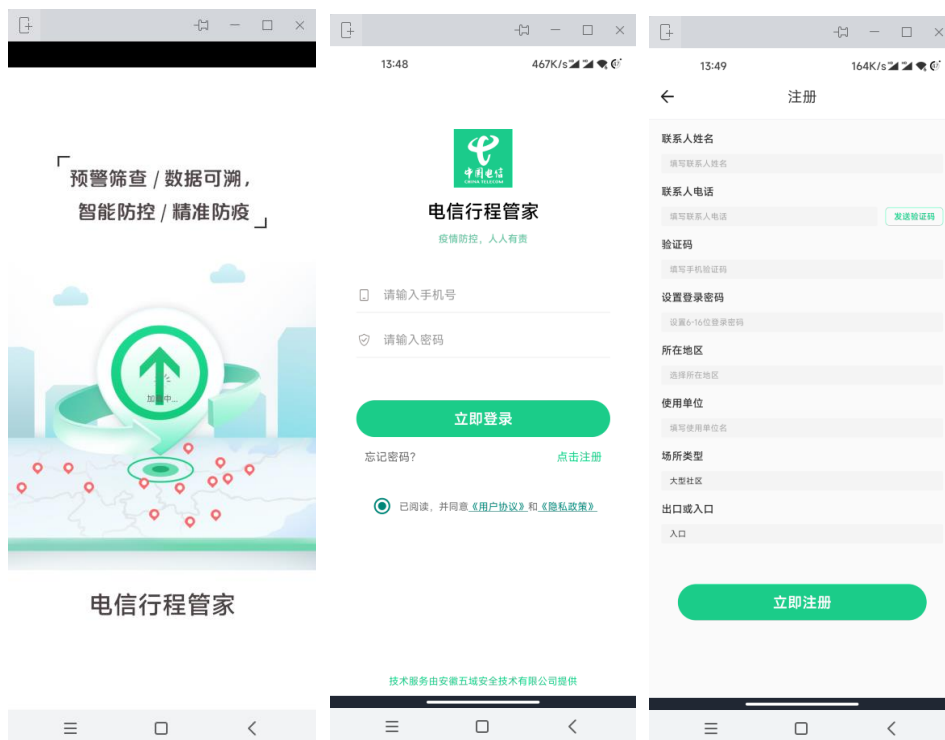 「预警筛查 / 数据可溯，
智能防控 / 精准防疫」
加载中...
电信行程管家
13:48
467K/s
中国电信
CHINA TELECOM
电信行程管家
疫情防控，人人有责
请输入手机号
请输入密码
立即登录
忘记密码?
点击注册
已阅读，并同意《用户协议》和《隐私政策》
技术服务由安徽五域安全技术有限公司提供
13:49
164K/s
注册
联系人姓名
填写联系人姓名
联系人电话
填写联系人电话
发送验证码
验证码
填写手机验证码
设置登录密码
设置6-16位登录密码
所在地区
选择所在地区
使用单位
填写使用单位名
场所类型
大型社区
出口或入口
入口
立即注册